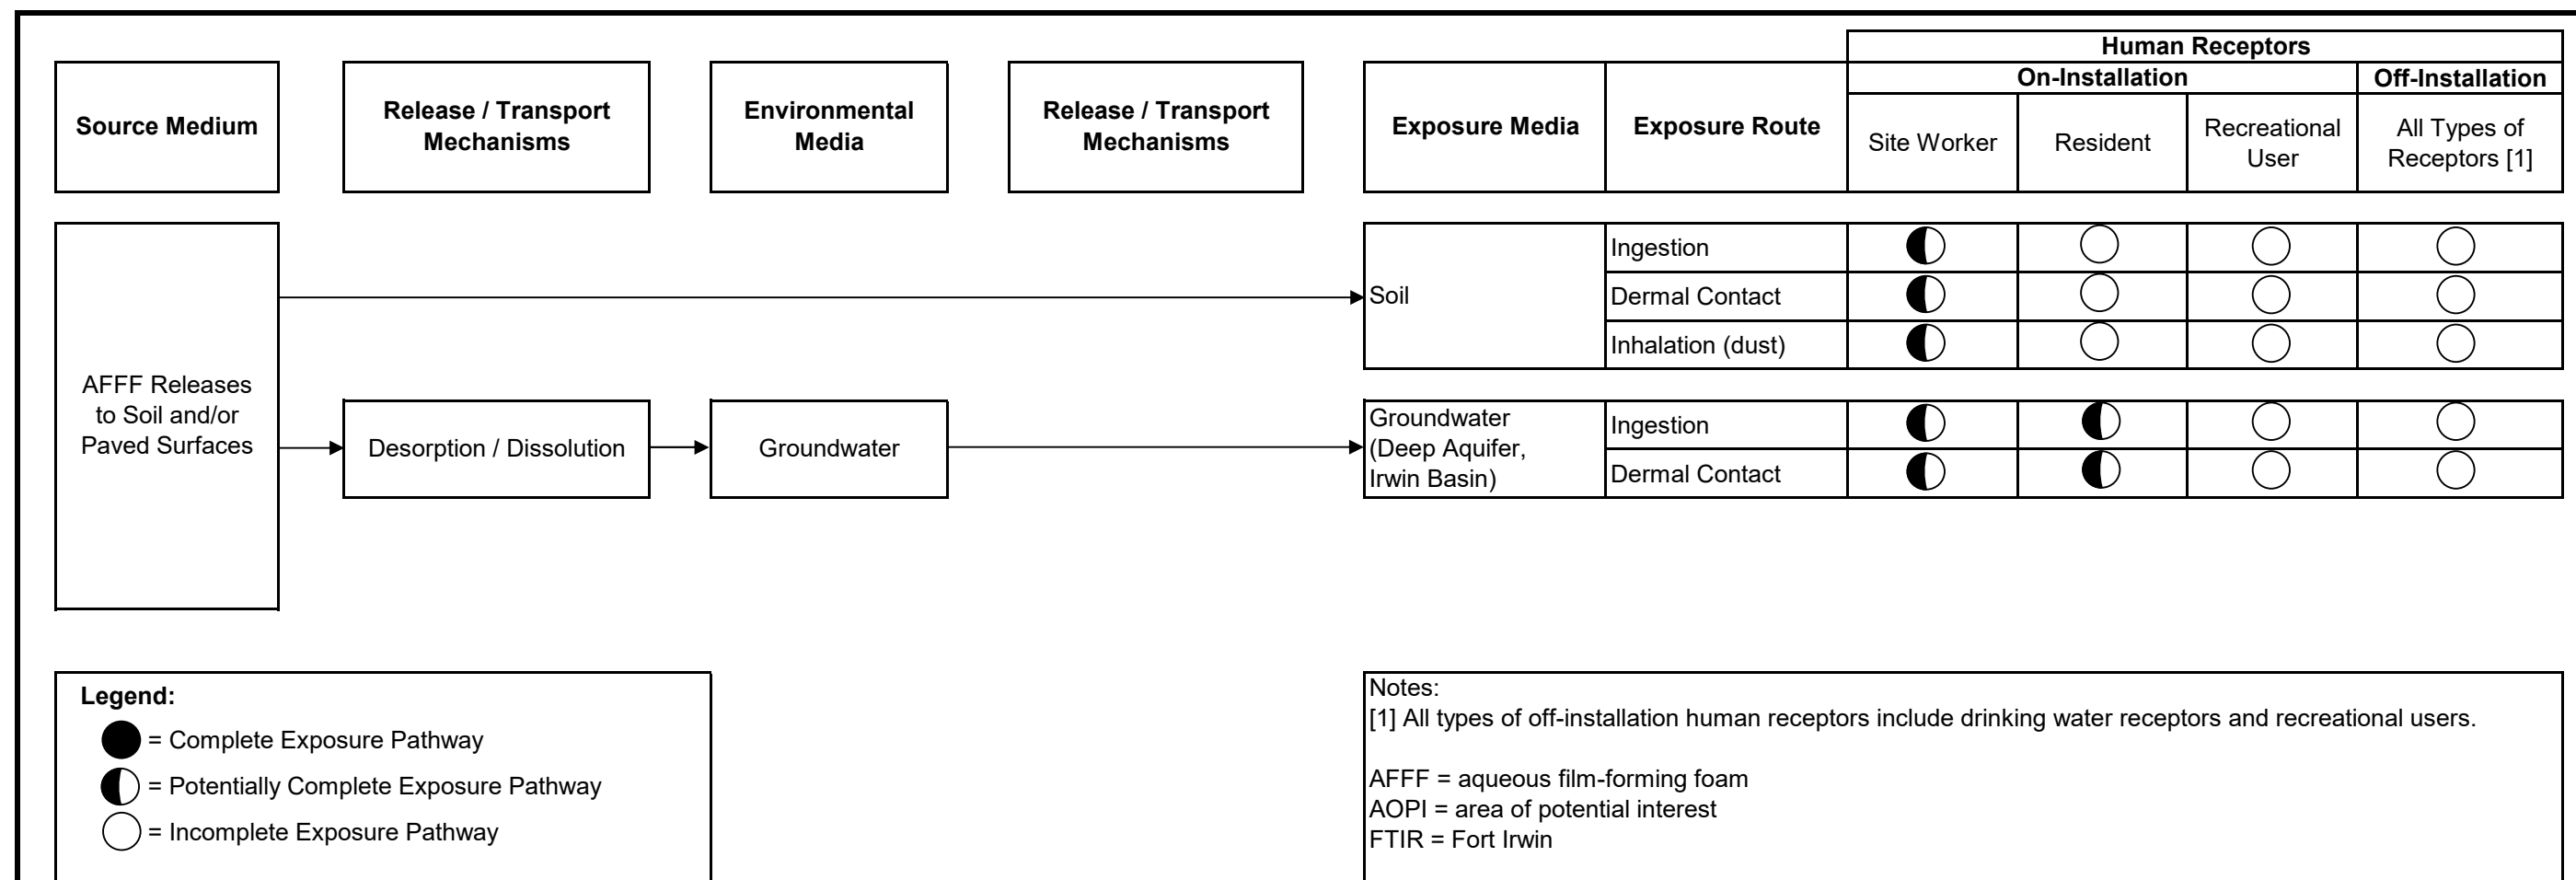 Human Receptors
On-Installation
Off-Installation
Source Medium
Release / Transport
Mechanisms
Environmental
Media
Release / Transport
Mechanisms
Exposure Media
Exposure Route
Site Worker
Resident
Recreational
User
All Types of
Receptors [1]
AFFF Releases
to Soil and/or
Paved Surfaces
Soil
Ingestion
Dermal Contact
Inhalation (dust)
Desorption / Dissolution
Groundwater
Groundwater
(Deep Aquifer,
Irwin Basin)
Ingestion
Dermal Contact
Legend:
= Complete Exposure Pathway
= Potentially Complete Exposure Pathway
= Incomplete Exposure Pathway
Notes:
[1] All types of off-installation human receptors include drinking water receptors and recreational users.
AFFF = aqueous film-forming foam
AOPI = area of potential interest
FTIR = Fort Irwin